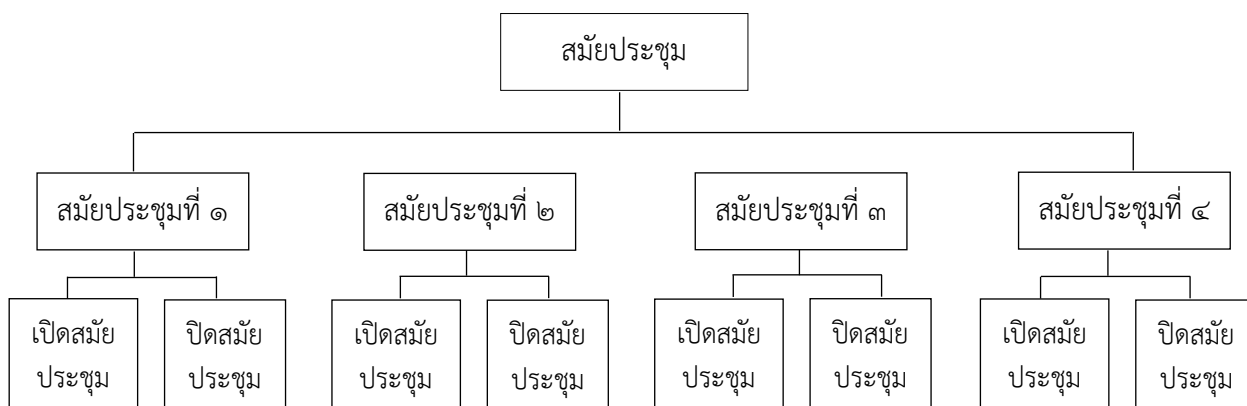 สมัยประชุม
สมัยประชุมที่ ๑
สมัยประชุมที่ ๒
สมัยประชุมที่ ๓
สมัยประชุมที่ ๔
เปิดสมัย
ประชุม
ปิดสมัย
ประชุม
เปิดสมัย
ประชุม
ปิดสมัย
ประชุม
เปิดสมัย
ประชุม
ปิดสมัย
ประชุม
เปิดสมัย
ประชุม
ปิดสมัย
ประชุม